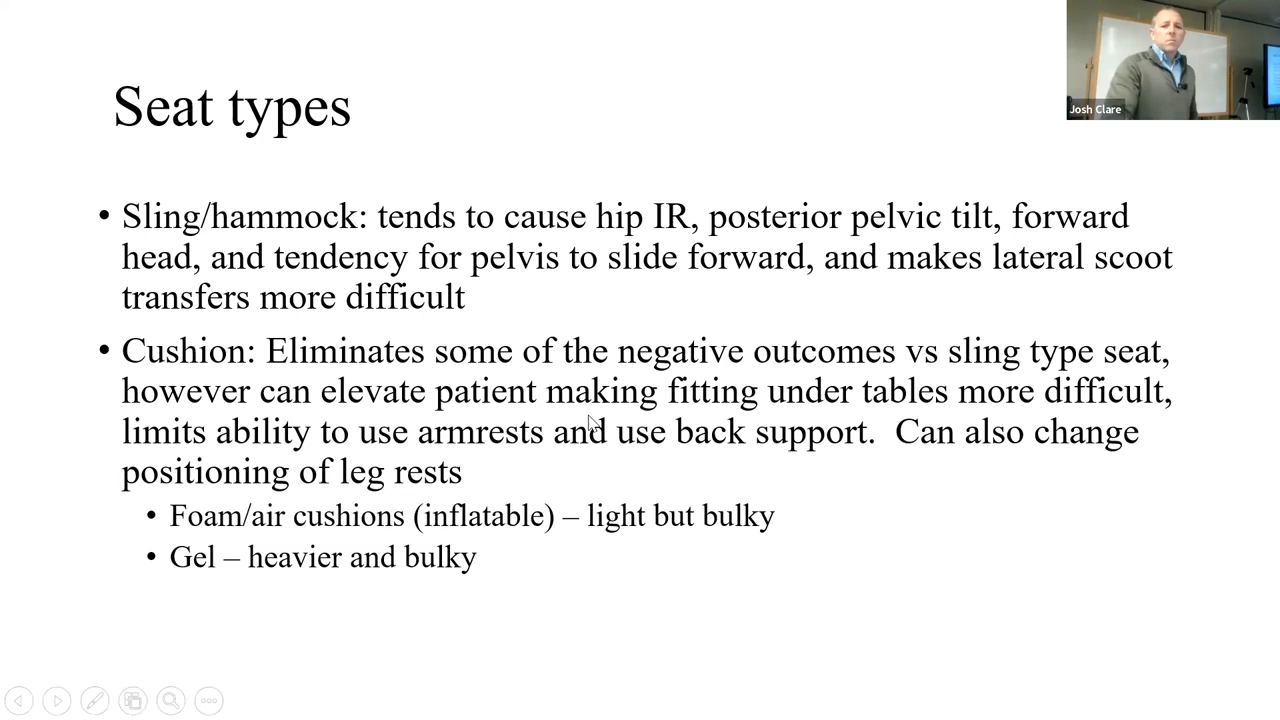 Josh Clare
Seat types
• Sling/hammock: tends to cause hip IR, posterior pelvic tilt, forward
head, and tendency for pelvis to slide forward, and makes lateral scoot
transfers more difficult
• Cushion: Eliminates some of the negative outcomes vs sling type seat,
however can elevate patient making fitting under tables more difficult,
limits ability to use armrests and use back support.  Can also change
positioning of leg rests
• Foam/air cushions (inflatable) – light but bulky
• Gel – heavier and bulky